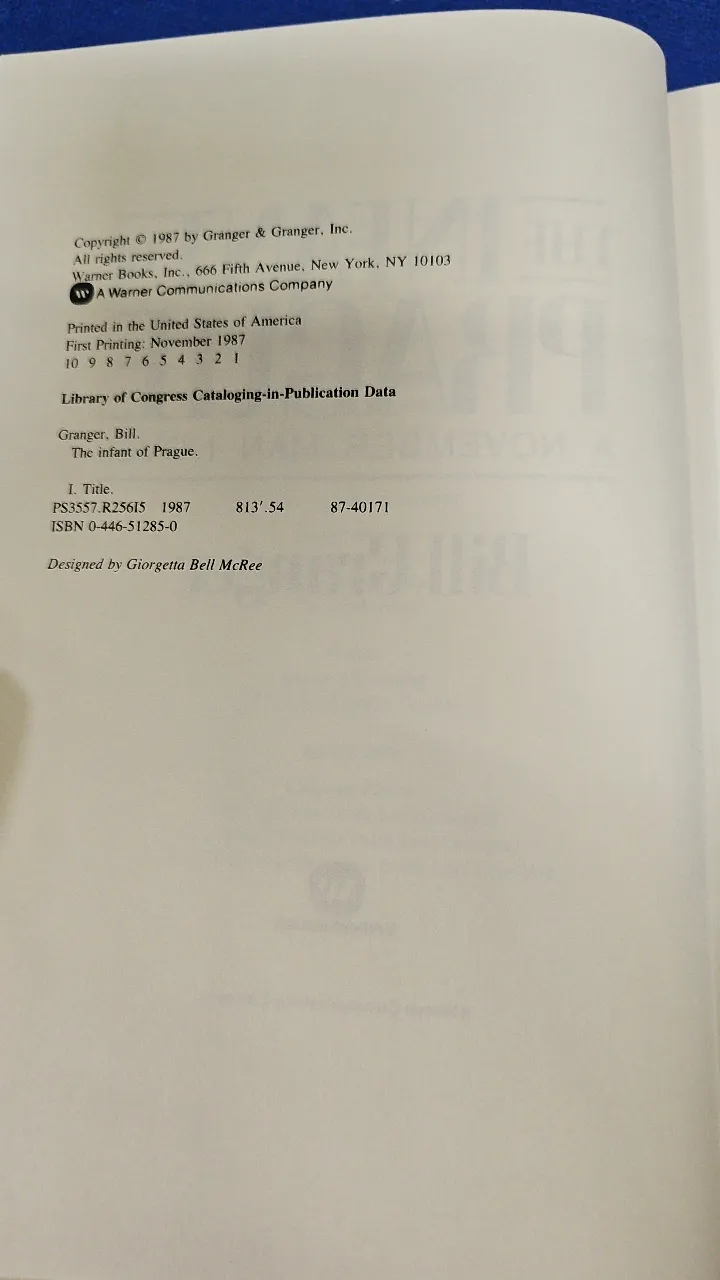 Copyright © 1987 by Granger & Granger, Inc.
All rights reserved.
Warner Books, Inc., 666 Fifth Avenue, New York, NY 10103
W A Warner Communications Company
Printed in the United States of America
First Printing: November 1987
10 9 8 7 6 5 4 3 2 1
Library of Congress Cataloging-in-Publication Data
Granger, Bill.
The infant of Prague.
I. Title.
PS3557.R256I5 1987 813'.54 87-40171
ISBN 0-446-51285-0
Designed by Giorgetta Bell McRee